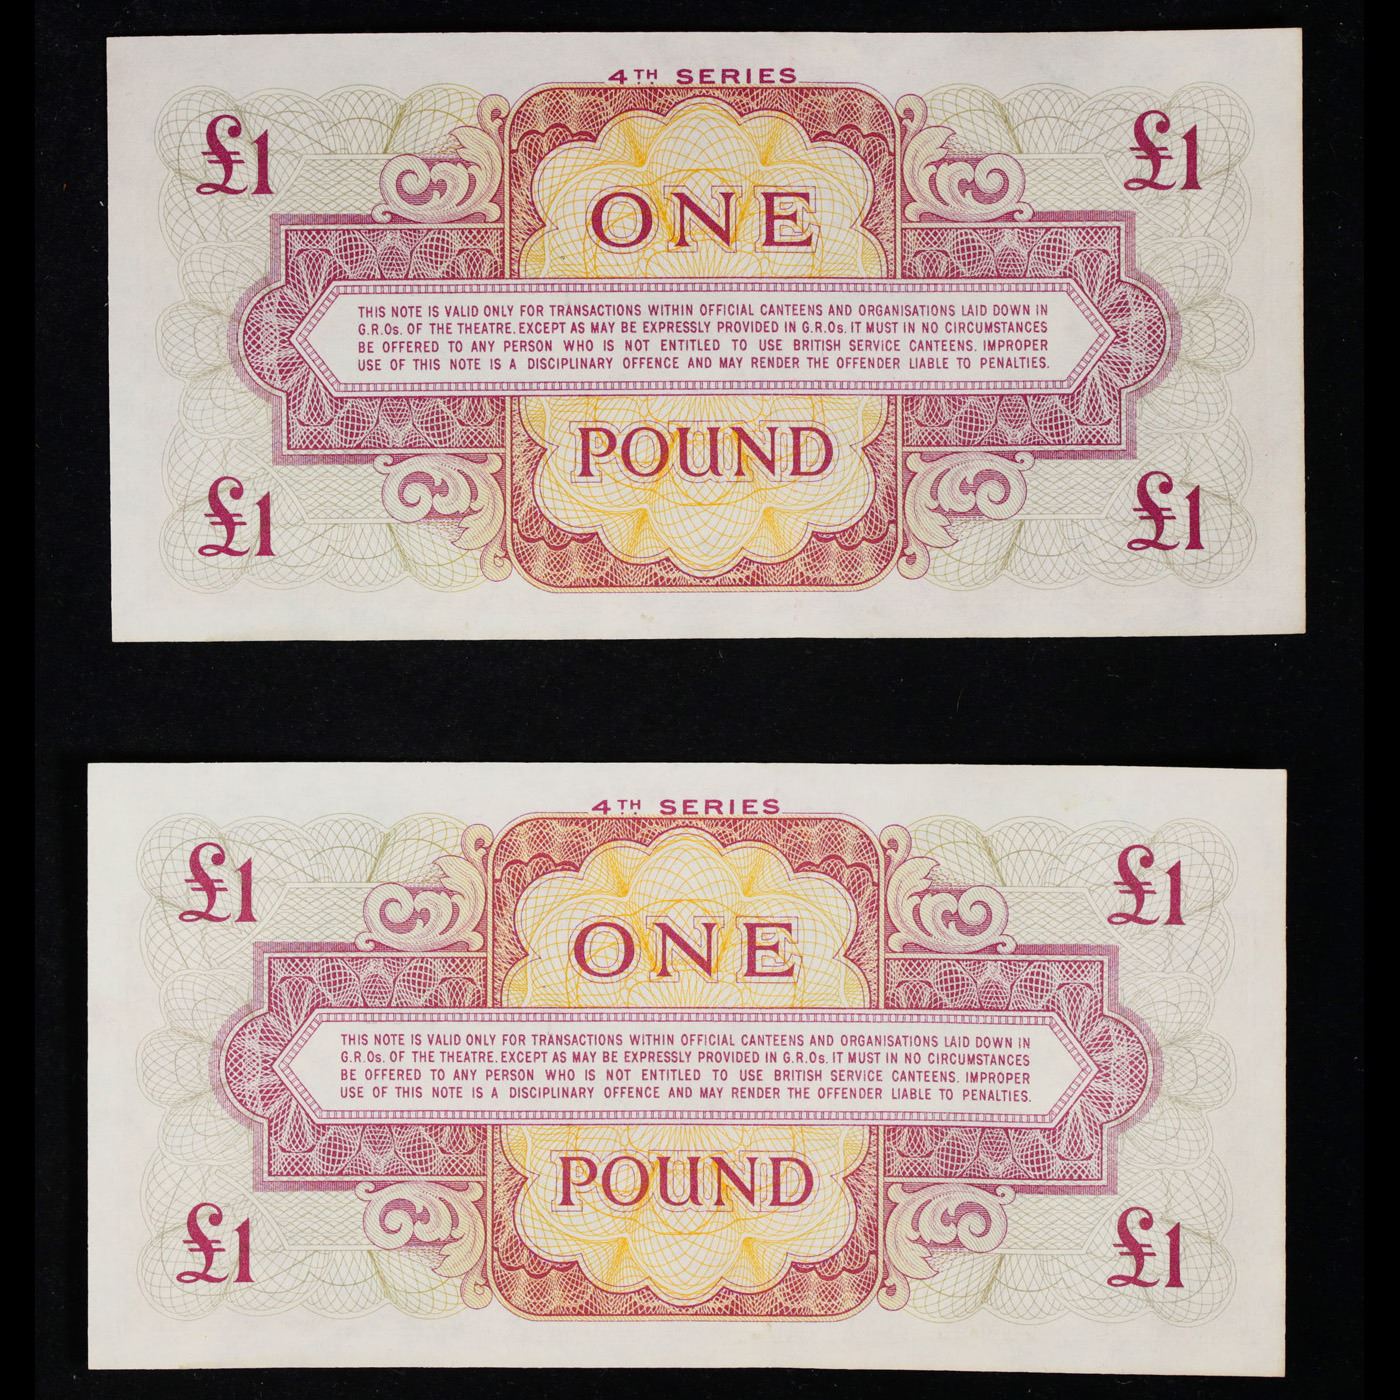 4TH SERIES
£1 £1
ONE
THIS NOTE IS VALID ONLY FOR TRANSACTIONS WITHIN OFFICIAL CANTEENS AND ORGANISATIONS LAID DOWN IN
G.R.Os. OF THE THEATRE. EXCEPT AS MAY BE EXPRESSLY PROVIDED IN G.R.Os. IT MUST IN NO CIRCUMSTANCES
BE OFFERED TO ANY PERSON WHO IS NOT ENTITLED TO USE BRITISH SERVICE CANTEENS. IMPROPER
USE OF THIS NOTE IS A DISCIPLINARY OFFENCE AND MAY RENDER THE OFFENDER LIABLE TO PENALTIES.
POUND
£1 £1
4TH SERIES
£1 £1
ONE
THIS NOTE IS VALID ONLY FOR TRANSACTIONS WITHIN OFFICIAL CANTEENS AND ORGANISATIONS LAID DOWN IN
G.R.Os. OF THE THEATRE. EXCEPT AS MAY BE EXPRESSLY PROVIDED IN G.R.Os. IT MUST IN NO CIRCUMSTANCES
BE OFFERED TO ANY PERSON WHO IS NOT ENTITLED TO USE BRITISH SERVICE CANTEENS. IMPROPER
USE OF THIS NOTE IS A DISCIPLINARY OFFENCE AND MAY RENDER THE OFFENDER LIABLE TO PENALTIES.
POUND
£1 £1